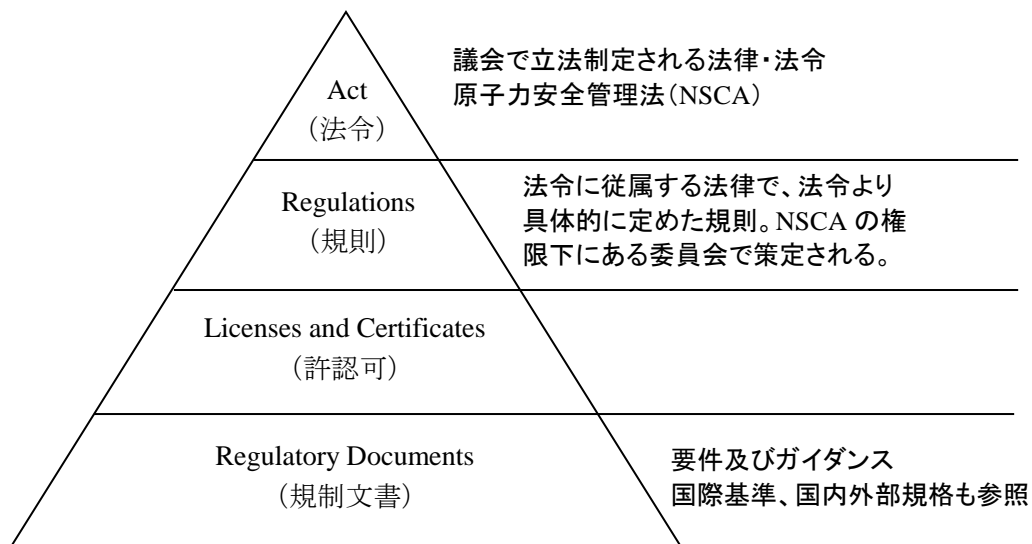 Act
(法令)
議会で立法制定される法律・法令
原子力安全管理法(NSCA)
Regulations
(規則)
法令に従属する法律で、法令より
具体的に定めた規則。NSCA の権
限下にある委員会で策定される。
Licenses and Certificates
(許認可)
Regulatory Documents
(規制文書)
要件及びガイダンス
国際基準、国内外部規格も参照